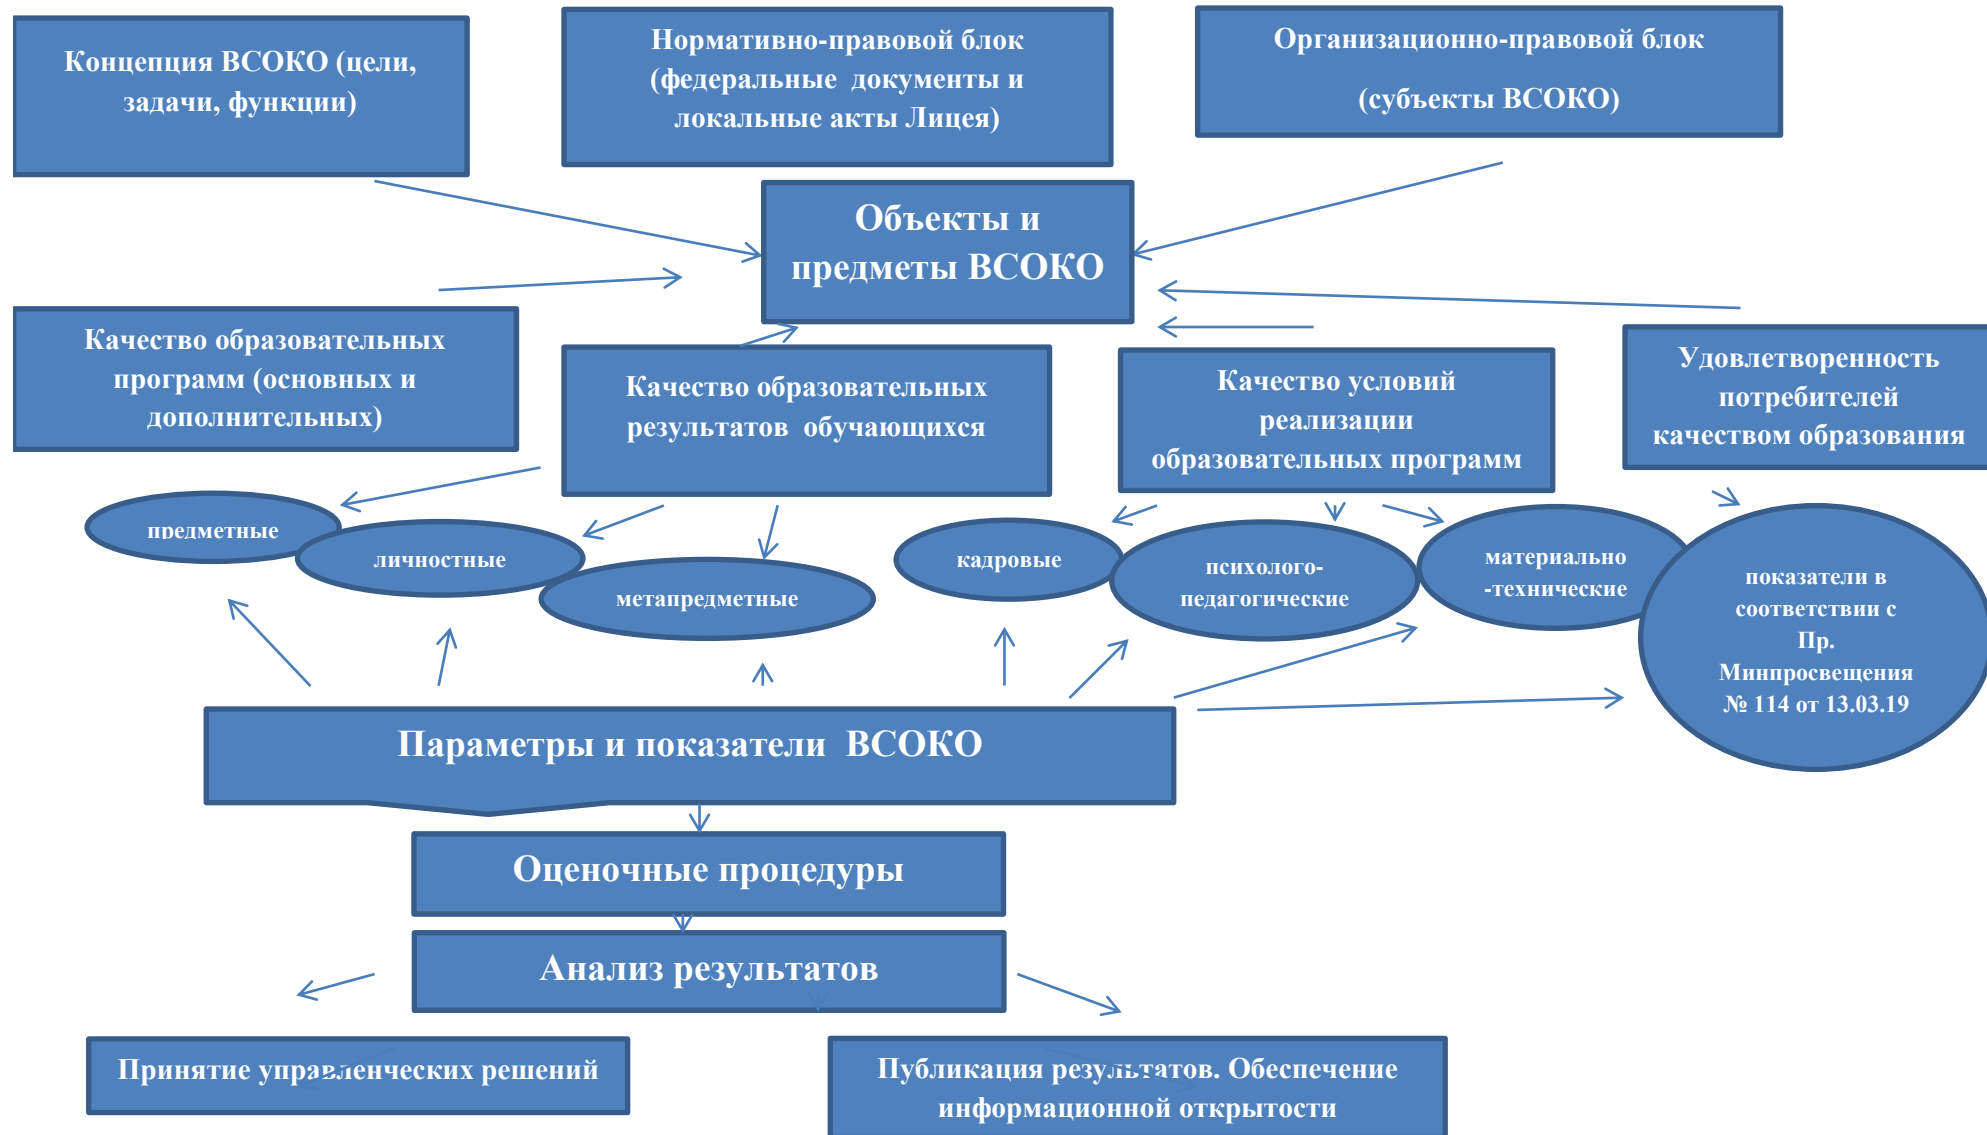 Концепция ВСОКО (цели,
задачи, функции)
Нормативно-правовой блок
(федеральные документы и
локальные акты Лицея)
Организационно-правовой блок
(субъекты ВСОКО)
Объекты и
предметы ВСОКО
Качество образовательных
программ (основных и
дополнительных)
Качество образовательных
результатов обучающихся
Качество условий
реализации
образовательных программ
Удовлетворенность
потребителей
качеством образования
предметные
личностные
метапредметные
кадровые
психолого-
педагогические
материально
-технические
показатели в
соответствии с
Пр.
Минпросвещения
№ 114 от 13.03.19
Параметры и показатели ВСОКО
Оценочные процедуры
Анализ результатов
Принятие управленческих решений
Публикация результатов. Обеспечение
информационной открытости